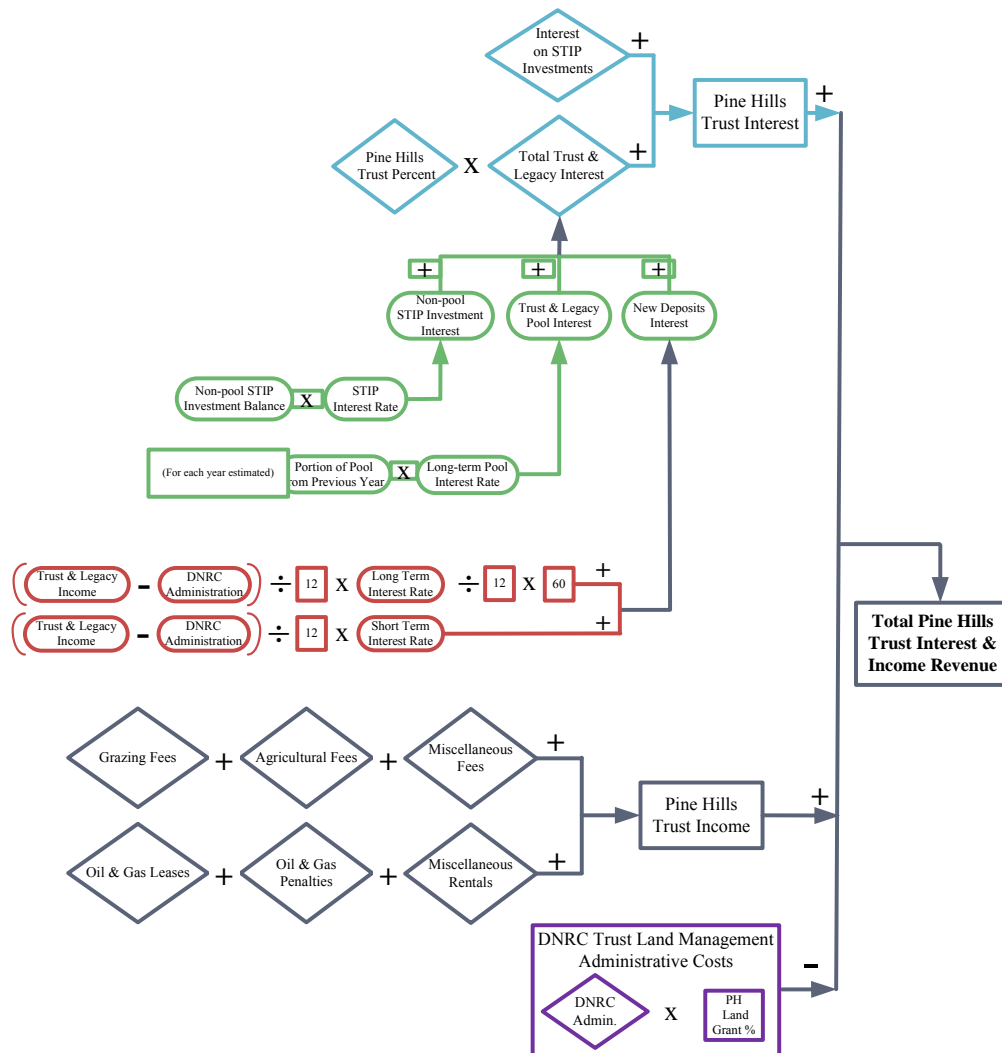 Interest
on STIP
Investments
+
Pine Hills
Trust Interest
+
Pine Hills
Trust Percent
X
Total Trust &
Legacy Interest
+
+
+
+
Non-pool
STIP Investment
Interest
Trust & Legacy
Pool Interest
New Deposits
Interest
Non-pool STIP
Investment Balance
X
STIP
Interest Rate
(For each year estimated)
Portion of Pool
om Previous Year
X
Long-term Pool
Interest Rate
(
Trust & Legacy
Income
-
DNRC
Administration
)
÷
12
X
Long Term
Interest Rate
÷
12
X
60
+
(
Trust & Legacy
Income
-
DNRC
Administration
)
÷
12
X
Short Term
Interest Rate
+
Total Pine Hills
Trust Interest &
Income Revenue
Grazing Fees
+
Agricultural Fees
+
Miscellaneous
Fees
+
Pine Hills
Trust Income
+
Oil & Gas Leases
+
Oil & Gas
Penalties
+
Miscellaneous
Rentals
+
DNRC Trust Land Management
Administrative Costs
-
DNRC
Admin.
X
PH
Land
Grant %